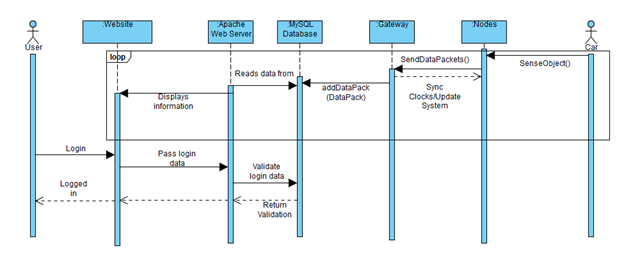 :Website
:Apache
Web Server
:MySQL
Database
:Gateway
:Nodes
User
Car
loop
SendDataPackets()
SenseObject()
Reads data from
addDataPack
(DataPack)
Sync
Clocks/Update
System
Displays
information
Login
Pass login
data
Validate
login data
Logged
in
Return
Validation